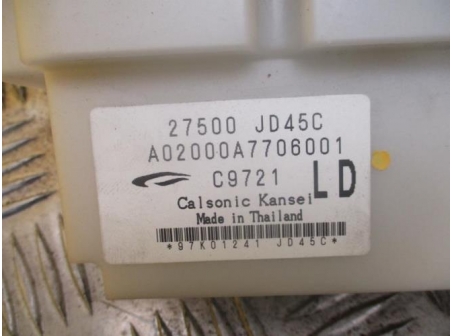 27500 JD45C
A02000A7706001
C9721 LD
Calsonic Kansei
Made in Thailand
*97K01241 JD45C*